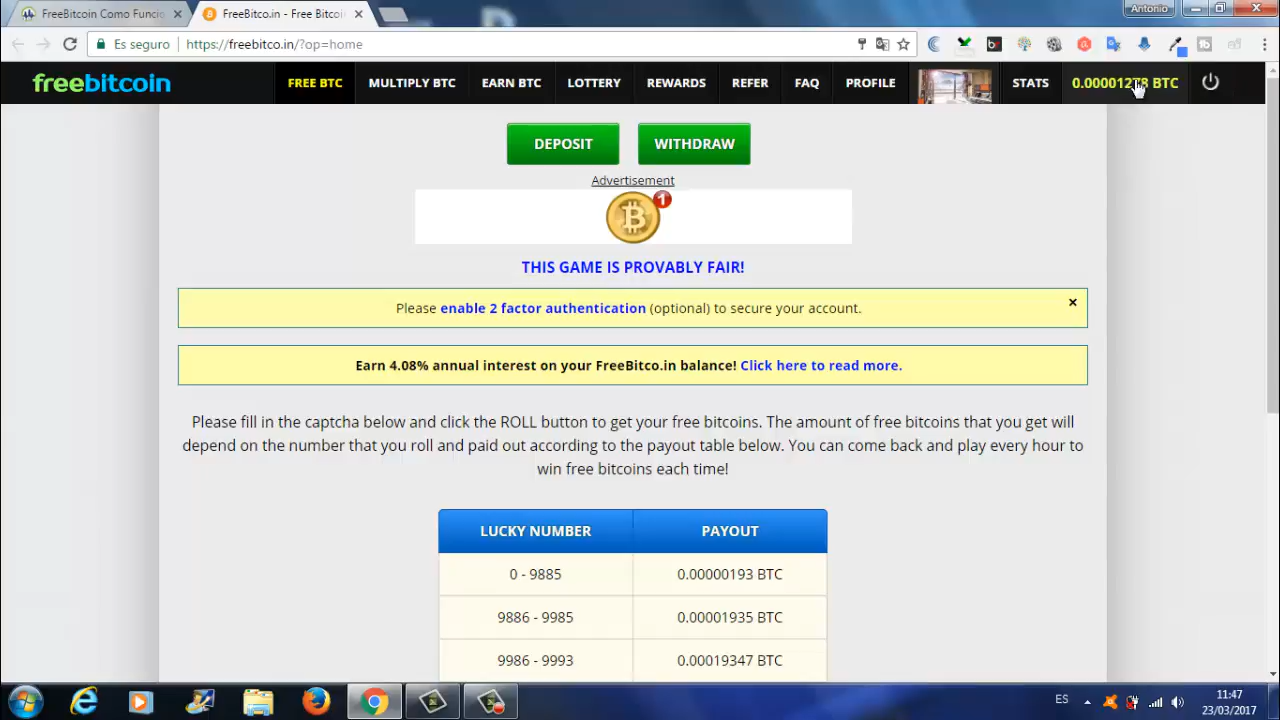 Antonio
FreeBitcoin Como Funcio
FreeBitco.in - Free Bitcoi
Es seguro
https://freebitco.in/?op=home
freebitcoin
FREE BTC
MULTIPLY BTC
EARN BTC
LOTTERY
REWARDS
REFER
FAQ
PROFILE
STATS
BTC
DEPOSIT
WITHDRAW
Advertisement
1
THIS GAME IS PROVABLY FAIR!
Please enable 2 factor authentication (optional) to secure your account.
Earn 4.08% annual interest on your FreeBitco.in balance! Click here to read more.
Please fill in the captcha below and click the ROLL button to get your free bitcoins. The amount of free bitcoins that you get will
depend on the number that you roll and paid out according to the payout table below. You can come back and play every hour to
win free bitcoins each time!
LUCKY NUMBER
PAYOUT
0 - 9885
0.00000193 BTC
9886 - 9985
0.00001935 BTC
9986 - 9993
0.00019347 BTC
ES
11:47
23/03/2017